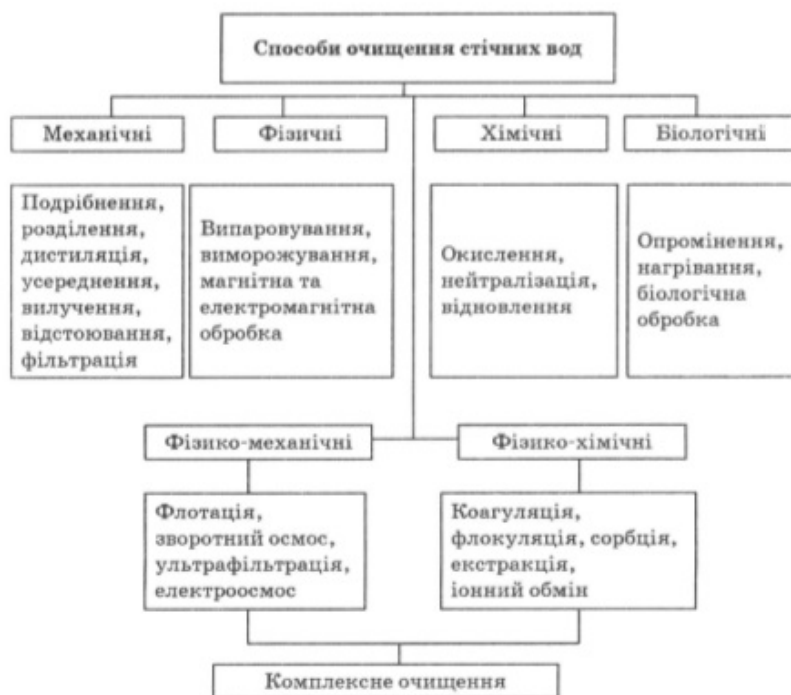 Способи очищення стічних вод
Механічні
Фізичні
Хімічні
Біологічні
Подрібнення,
розділення,
дистиляція,
усереднення,
вилучення,
відстоювання,
фільтрація
Випаровування,
виморожування,
магнітна та
електромагнітна
обробка
Окислення,
нейтралізація,
відновлення
Опромінення,
нагрівання,
біологічна
обробка
Фізико-механічні
Фізико-хімічні
Флотація,
зворотний осмос,
ультрафільтрація,
електроосмос
Коагуляція,
флокуляція, сорбція,
екстракція,
іонний обмін
Комплексне очищення